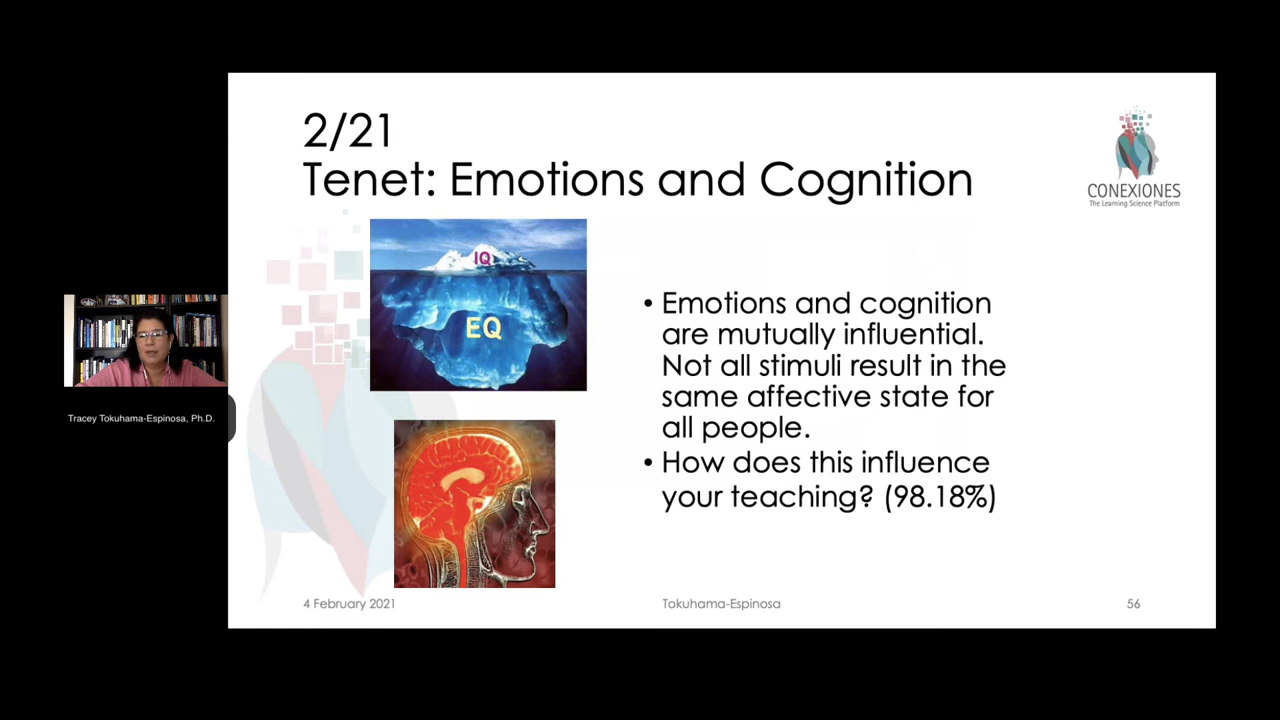 2/21
Tenet: Emotions and Cognition
CONEXIONES
The Learning Science Platform
IQ
EQ
• Emotions and cognition
are mutually influential.
Not all stimuli result in the
same affective state for
all people.
• How does this influence
your teaching? (98.18%)
Tracey Tokuhama-Espinosa, Ph.D.
4 February 2021
Tokuhama-Espinosa
56